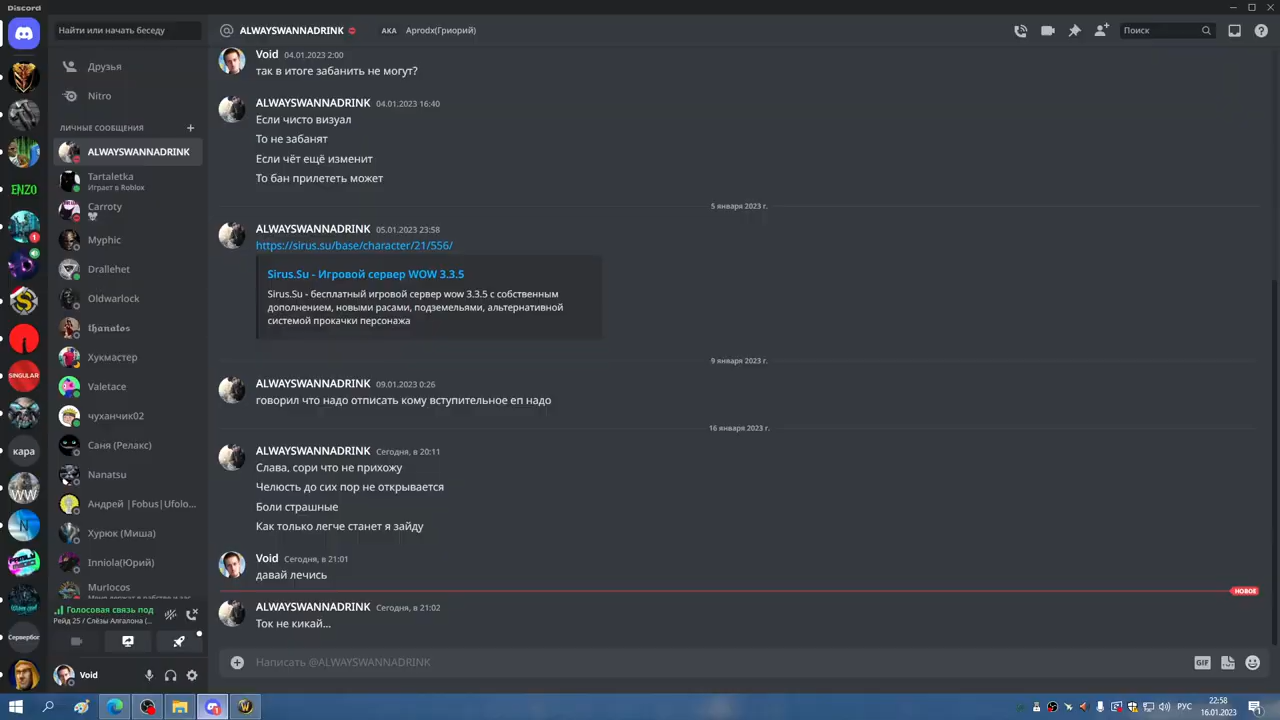 Discord
Найти или начать беседу
ALWAYSWANNADRINK
AKA Aprodx(Гриорий)
Поиск
Друзья
Nitro
ЛИЧНЫЕ СООБЩЕНИЯ
ALWAYSWANNADRINK
Tartaletka
Играет в Roblox
Carroty
Myphic
Drallehet
Oldwarlock
𝖙𝖍𝖆𝖓𝖆𝖙𝖔𝖘
Хукмастер
Valetace
чуханчик02
Саня (Релакс)
Nanatsu
Андрей |Fobus|Ufolo...
Хурюк (Миша)
Inniola(Юрий)
Murlocos
Голосовая связь под
Рейд 25 / Слёзы Алгалона (...
Void
ENZO
1
SINGULAR
кара
WW
N
Сервербог
Void 04.01.2023 2:00
так в итоге забанить не могут?
ALWAYSWANNADRINK 04.01.2023 16:40
Если чисто визуал
То не забанят
Если чёт ещё изменит
То бан прилететь может
5 января 2023 г.
ALWAYSWANNADRINK 05.01.2023 23:58
https://sirus.su/base/character/21/556/
Sirus.Su - Игровой сервер WOW 3.3.5
Sirus.Su - бесплатный игровой сервер wow 3.3.5 с собственным
дополнением, новыми расами, подземельями, альтернативной
системой прокачки персонажа
9 января 2023 г.
ALWAYSWANNADRINK 09.01.2023 0:26
говорил что надо отписать кому вступительное еп надо
16 января 2023 г.
ALWAYSWANNADRINK Сегодня, в 20:11
Слава, сори что не прихожу
Челюсть до сих пор не открывается
Боли страшные
Как только легче станет я зайду
Void Сегодня, в 21:01
давай лечись
НОВОЕ
ALWAYSWANNADRINK Сегодня, в 21:02
Ток не кикай...
Написать @ALWAYSWANNADRINK
GIF
РУС
22:58
16.01.2023